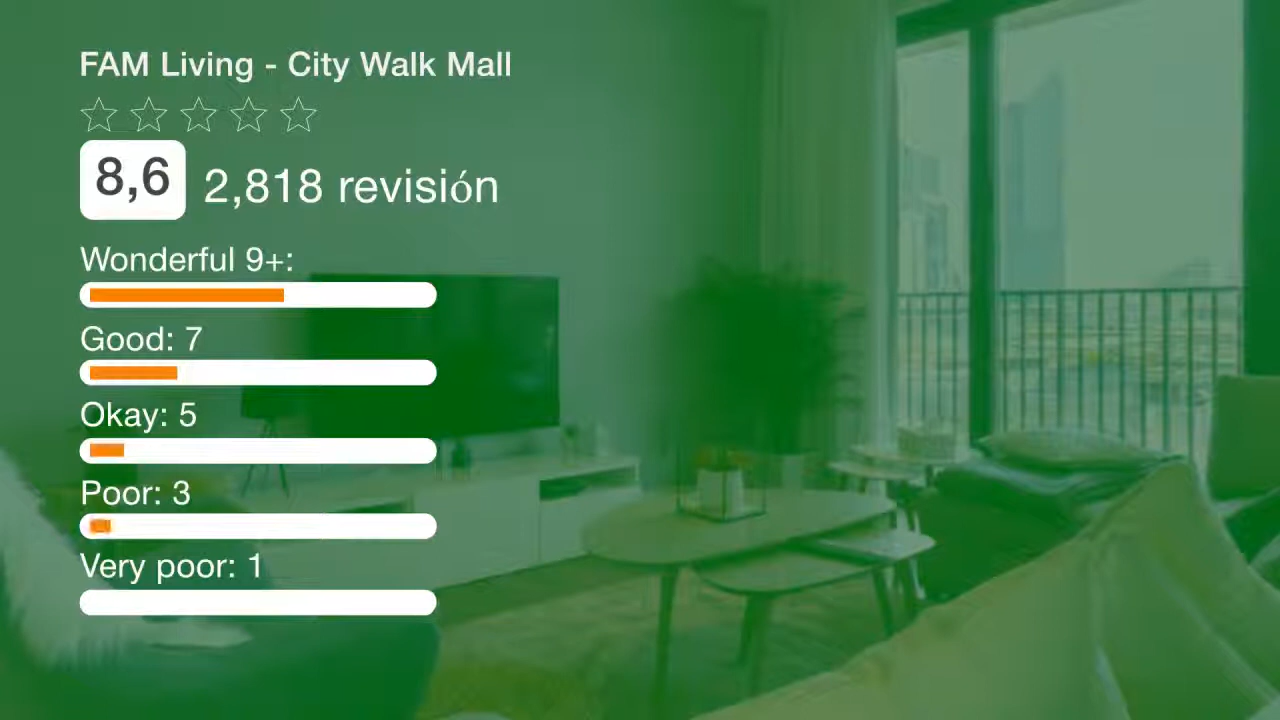 FAM Living - City Walk Mall
8,6
2,818 revisión
Wonderful 9+:
Good: 7
Okay: 5
Poor: 3
Very poor: 1